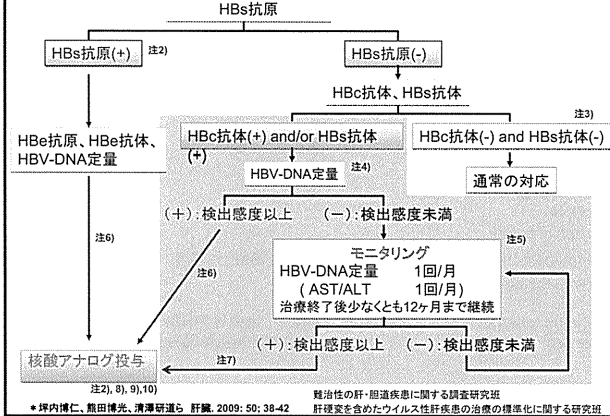 HBs抗原
HBs抗原(+) 注2)
HBs抗原(-)
HBc抗体、HBs抗体
注3)
HBc抗体(+) and/or HBs抗体
(+)
HBc抗体(-) and HBs抗体(-)
HBe抗原、HBe抗体、
HBV-DNA定量
注4)
HBV-DNA定量
通常の対応
(+):検出感度以上 (-):検出感度未満
注6)
注6)
注5)
モニタリング
HBV-DNA定量 1回/月
( AST/ALT 1回/月)
治療終了後少なくとも12ヶ月まで継続
注7)
(+):検出感度以上 (-):検出感度未満
核酸アナログ投与
注2), 8), 9),10)
難治性の肝・胆道疾患に関する調査研究班
* 坪内博仁、熊田博光、清澤研道ら 肝臓. 2009: 50; 38-42
肝硬変を含めたウイルス性肝疾患の治療の標準化に関する研究班